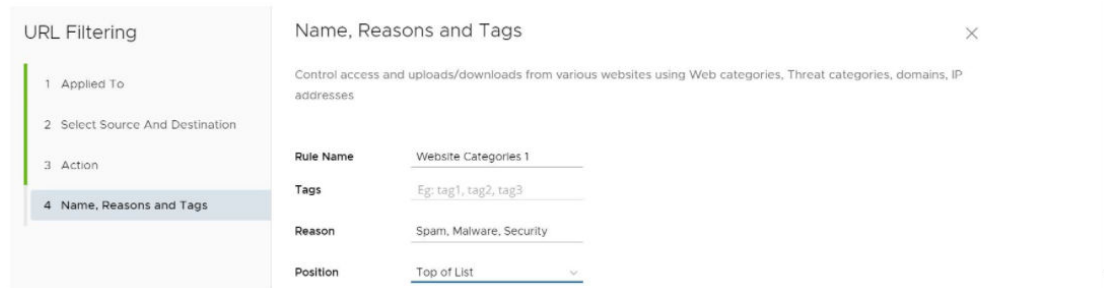 URL Filtering
1 Applied To
2 Select Source And Destination
3 Action
4 Name, Reasons and Tags
Name, Reasons and Tags
Control access and uploads/downloads from various websites using Web categories, Threat categories, domains, IP
addresses
Rule Name Website Categories 1
Tags Eg: tag1, tag2, tag3
Reason Spam, Malware, Security
Position Top of List